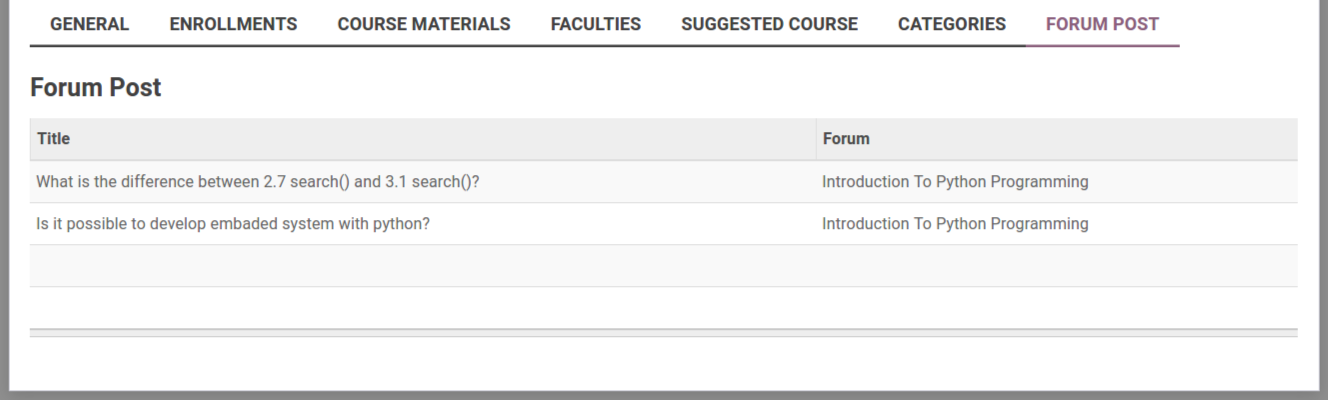 GENERAL ENROLLMENTS COURSE MATERIALS FACULTIES SUGGESTED COURSE CATEGORIES FORUM POST
Forum Post
Title Forum
What is the difference between 2.7 search() and 3.1 search()? Introduction To Python Programming
Is it possible to develop embaded system with python? Introduction To Python Programming